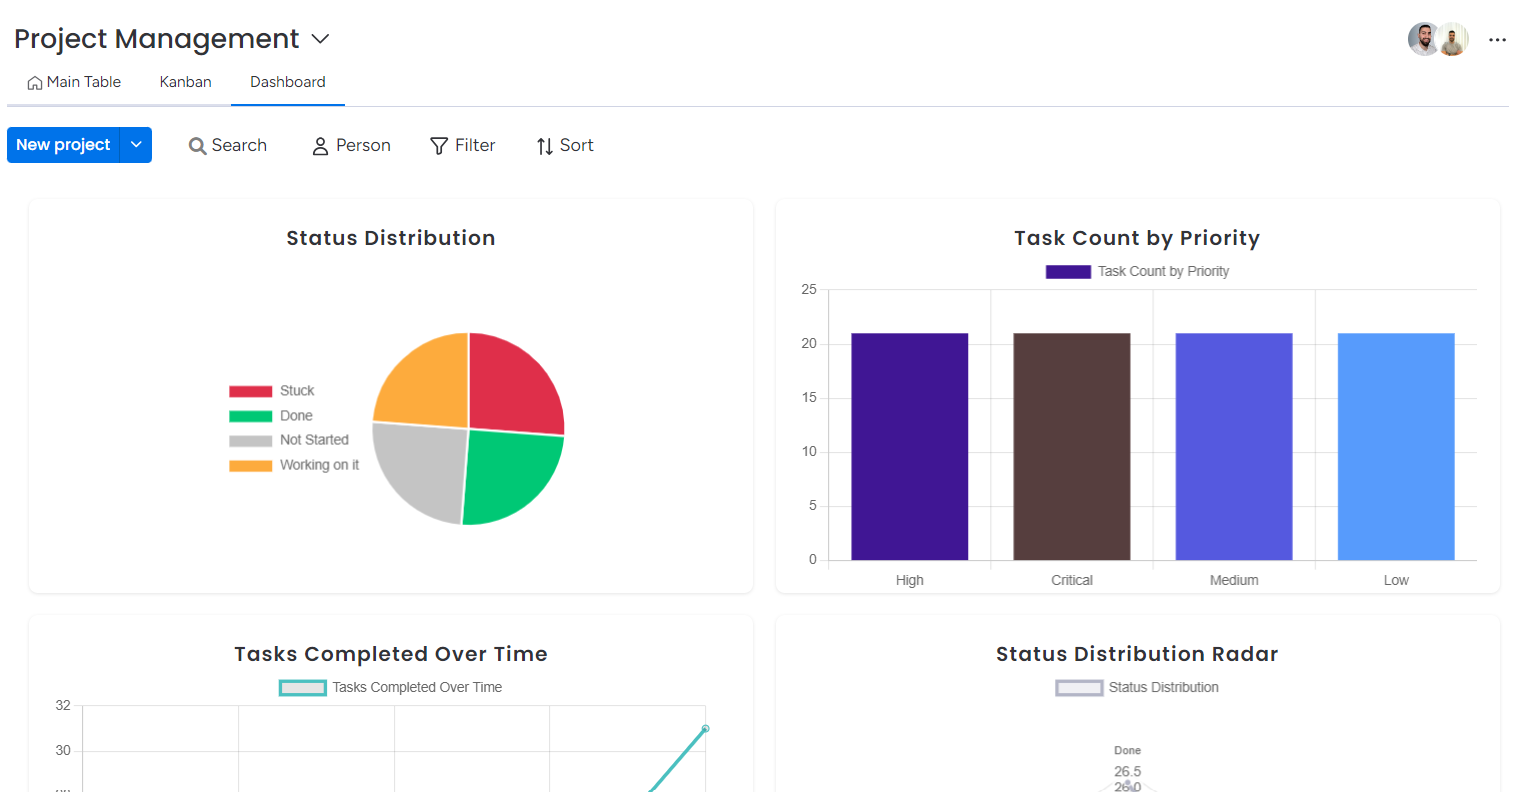 Project Management
Main Table Kanban Dashboard
New project Search Person Filter Sort
Status Distribution
Stuck
Done
Not Started
Working on it
Task Count by Priority
Task Count by Priority
25
20
15
10
5
0
High Critical Medium Low
Tasks Completed Over Time
Tasks Completed Over Time
32
30
Status Distribution Radar
Status Distribution
Done
26.5
26.0